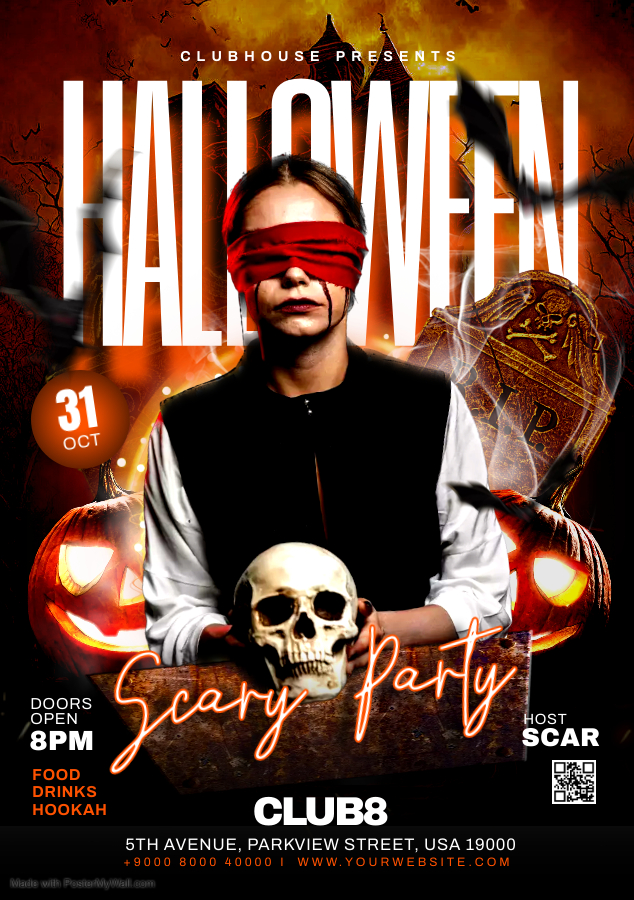 CLUBHOUSE PRESENTS
HALLOWEEN
31
OCT
R.I.P.
Scary Party
DOORS
OPEN
8PM
FOOD
DRINKS
HOOKAH
HOST
SCAR
CLUB8
5TH AVENUE, PARKVIEW STREET, USA 19000
+9000 8000 40000 I WWW.YOURWEBSITE.COM
Made with PosterMyWall.com